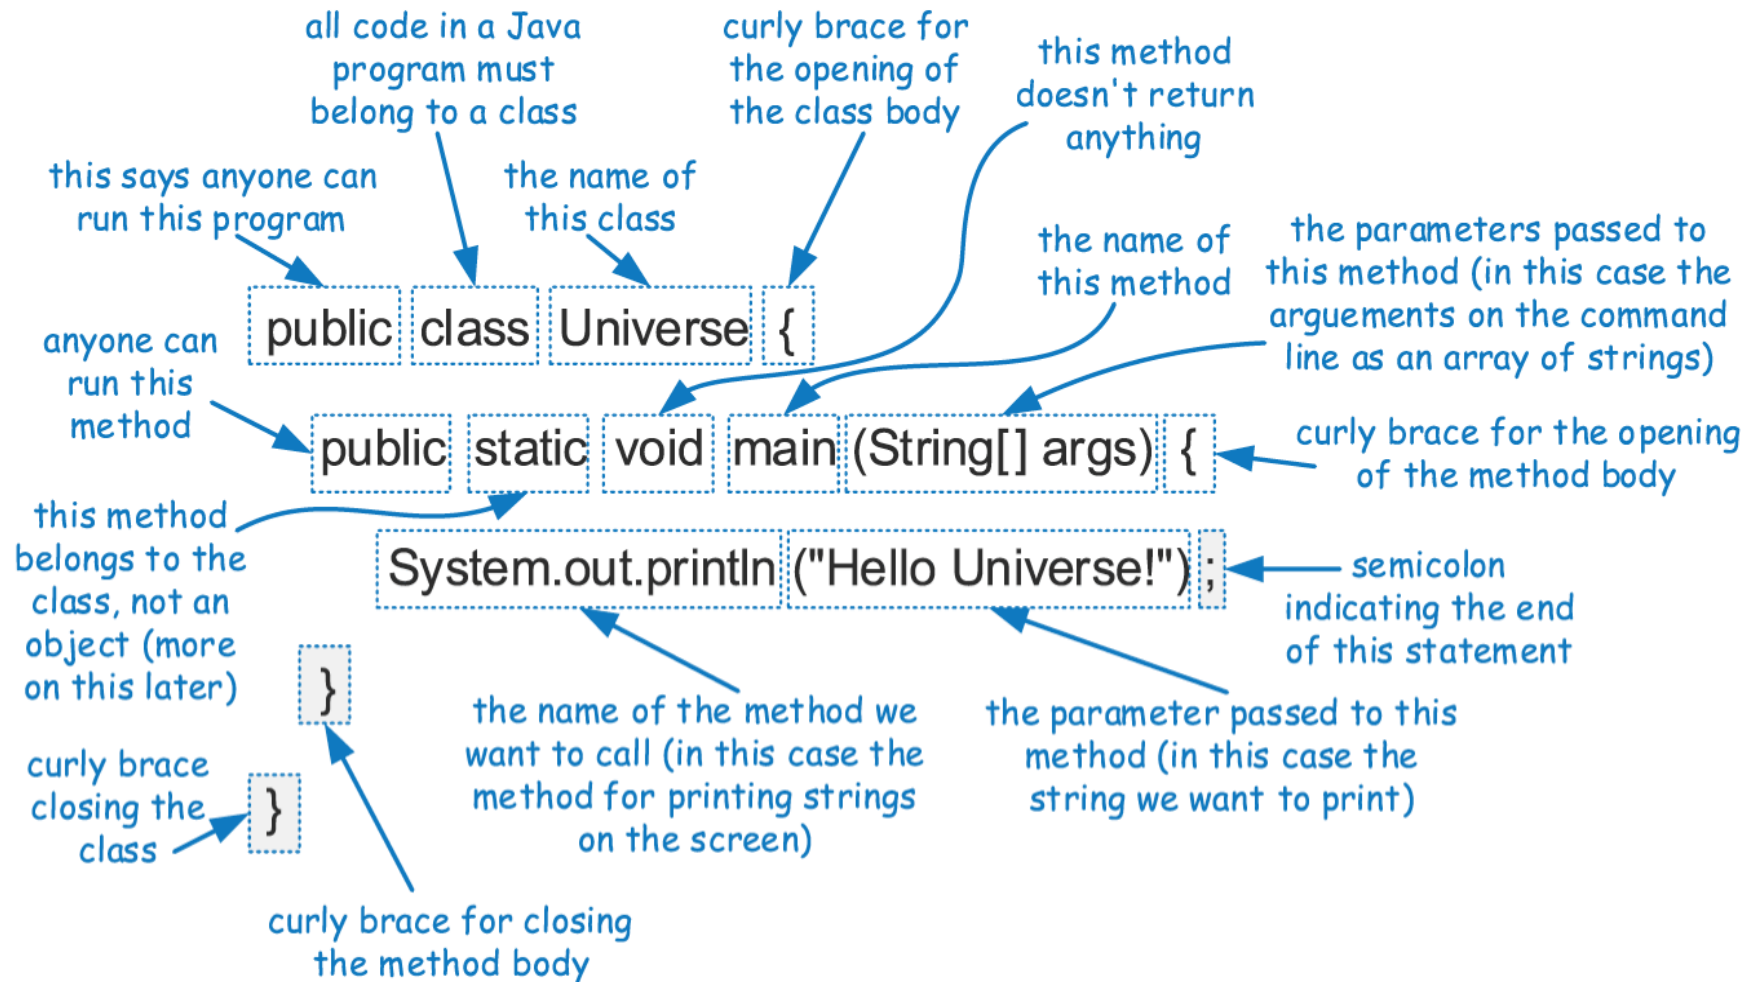 all code in a Java
program must
belong to a class
curly brace for
the opening of
the class body
this method
doesn't return
anything
this says anyone can
run this program
the name of
this class
the name of
this method
the parameters passed to
this method (in this case the
arguements on the command
line as an array of strings)
public class Universe {
anyone can
run this
method
public static void main (String[] args) {
curly brace for the opening
of the method body
this method
belongs to the
class, not an
object (more
on this later)
System.out.println ("Hello Universe!") ;
semicolon
indicating the end
of this statement
}
the name of the method we
want to call (in this case the
method for printing strings
on the screen)
the parameter passed to this
method (in this case the
string we want to print)
curly brace
closing the
class
}
curly brace for closing
the method body